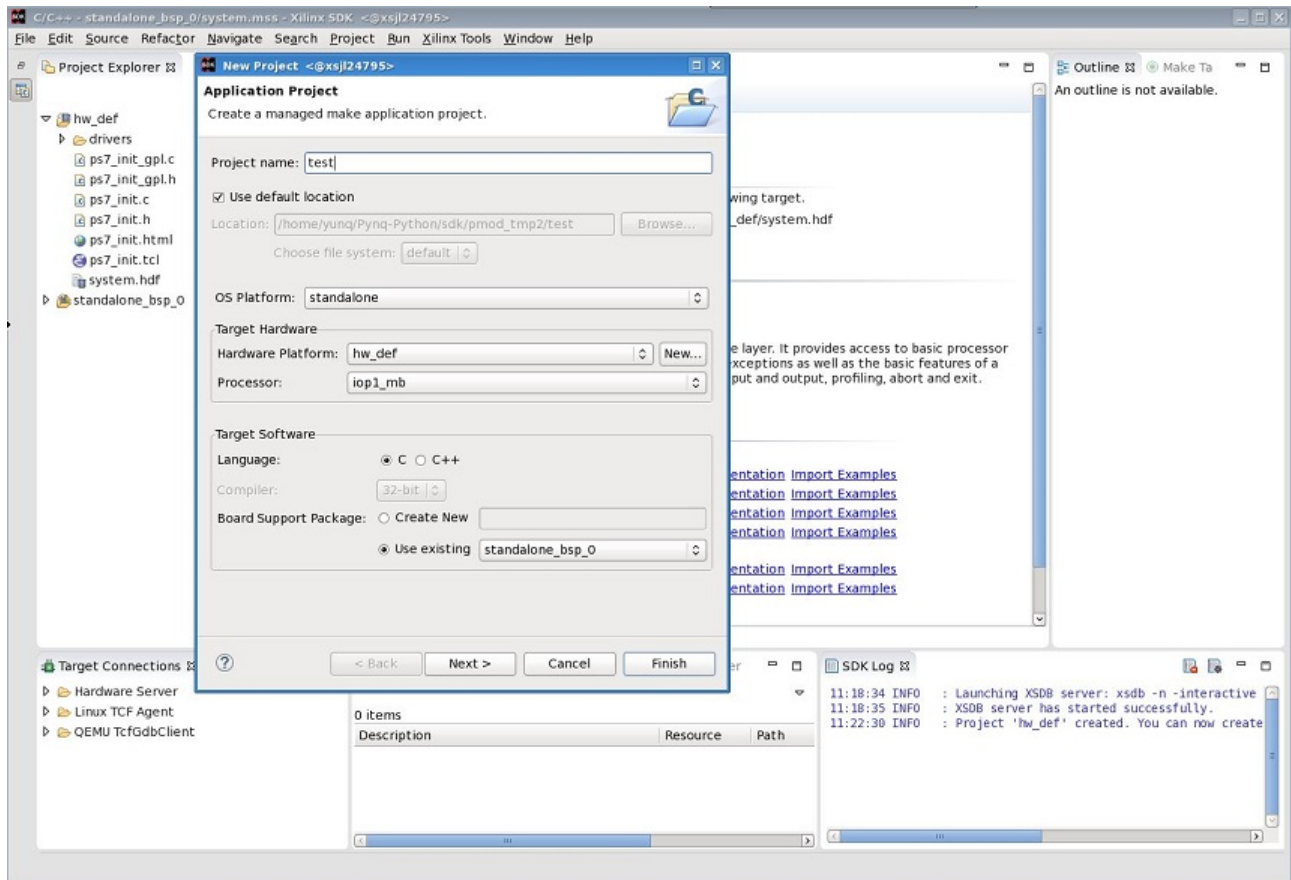 C/C++ - standalone_bsp_0/system.mss - Xilinx SDK <@xsjl24795>
File Edit Source Refactor Navigate Search Project Run Xilinx Tools Window Help
Project Explorer
hw_def
drivers
ps7_init_gpl.c
ps7_init_gpl.h
ps7_init.c
ps7_init.h
ps7_init.html
ps7_init.tcl
system.hdf
standalone_bsp_0
New Project <@xsjl24795>
Application Project
Create a managed make application project.
Project name: test
Use default location
Location: /home/yunq/Pynq-Python/sdk/pmod_tmp2/test Browse...
Choose file system: default
OS Platform: standalone
Target Hardware
Hardware Platform: hw_def New...
Processor: iop1_mb
Target Software
Language: C C++
Compiler: 32-bit
Board Support Package: Create New
Use existing standalone_bsp_0
? < Back Next > Cancel Finish
wing target.
_def/system.hdf
e layer. It provides access to basic processor
xceptions as well as the basic features of a
put and output, profiling, abort and exit.
entation Import Examples
entation Import Examples
entation Import Examples
entation Import Examples
entation Import Examples
entation Import Examples
Outline Make Ta
An outline is not available.
Target Connections
Hardware Server
Linux TCF Agent
QEMU TcfGdbClient
er
0 items
Description Resource Path
SDK Log
11:18:34 INFO : Launching XSDB server: xsdb -n -interactive
11:18:35 INFO : XSDB server has started successfully.
11:22:30 INFO : Project 'hw_def' created. You can now create